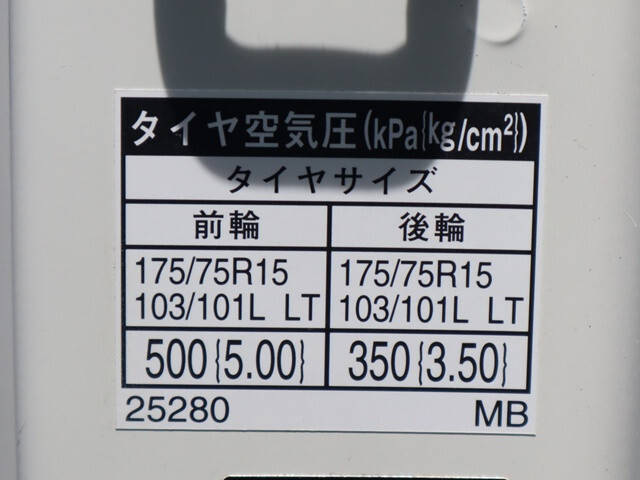 タイヤ空気圧(kPa{kg/cm²})
タイヤサイズ
前輪 後輪
175/75R15 175/75R15
103/101L LT 103/101L LT
500{5.00} 350{3.50}
25280 MB